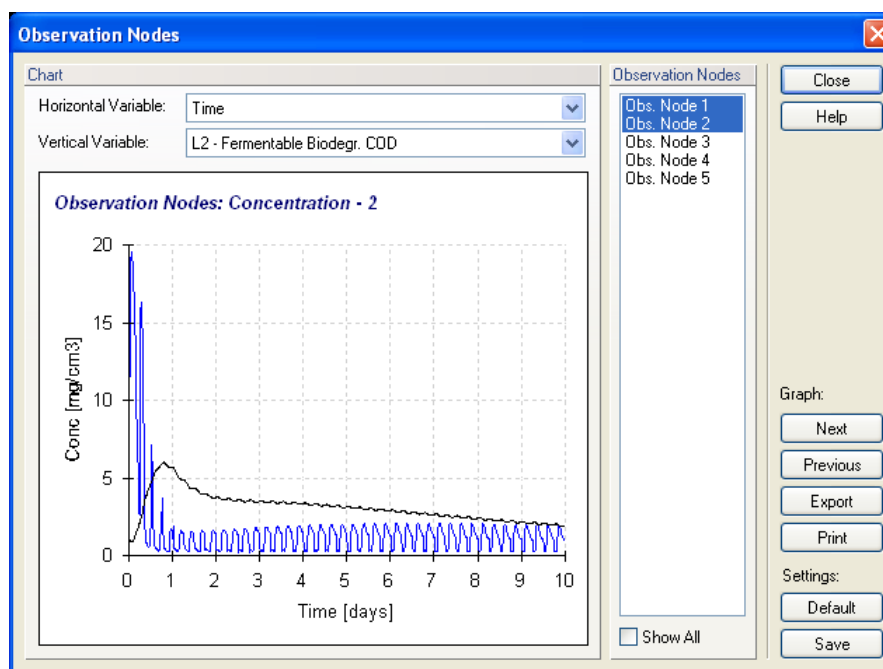 Observation Nodes
Chart
Horizontal Variable: Time
Vertical Variable: L2 - Fermentable Biodegr. COD
Observation Nodes: Concentration - 2
20
15
10
5
0
Conc [mg/cm3]
0 1 2 3 4 5 6 7 8 9 10
Time [days]
Observation Nodes
Obs. Node 1
Obs. Node 2
Obs. Node 3
Obs. Node 4
Obs. Node 5
Show All
Close
Help
Graph:
Next
Previous
Export
Print
Settings:
Default
Save